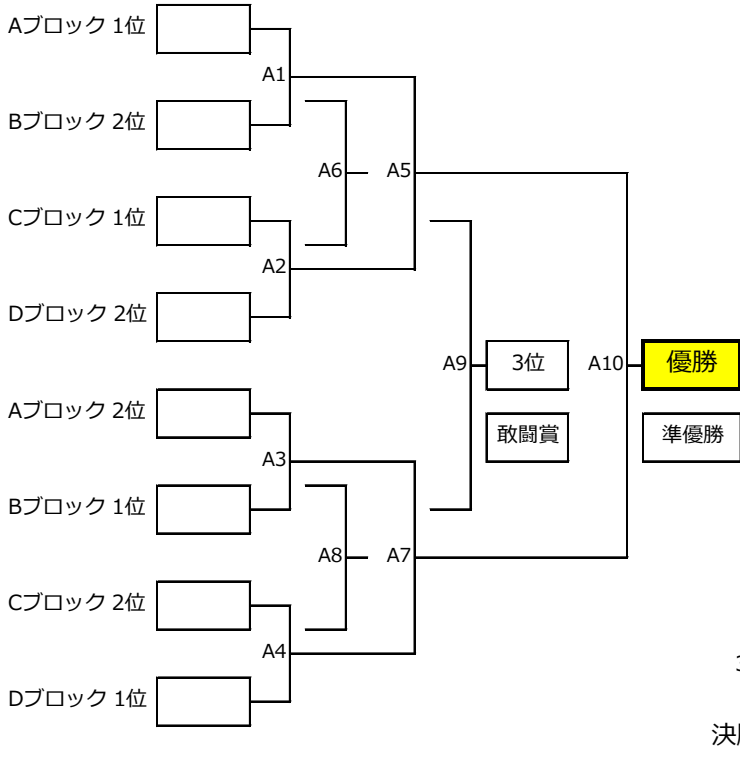 Aブロック 1位
A1
Bブロック 2位
A6
A5
Cブロック 1位
A2
Dブロック 2位
A9
3位
A10
優勝
Aブロック 2位
敢闘賞
準優勝
A3
Bブロック 1位
A8
A7
Cブロック 2位
A4
Dブロック 1位